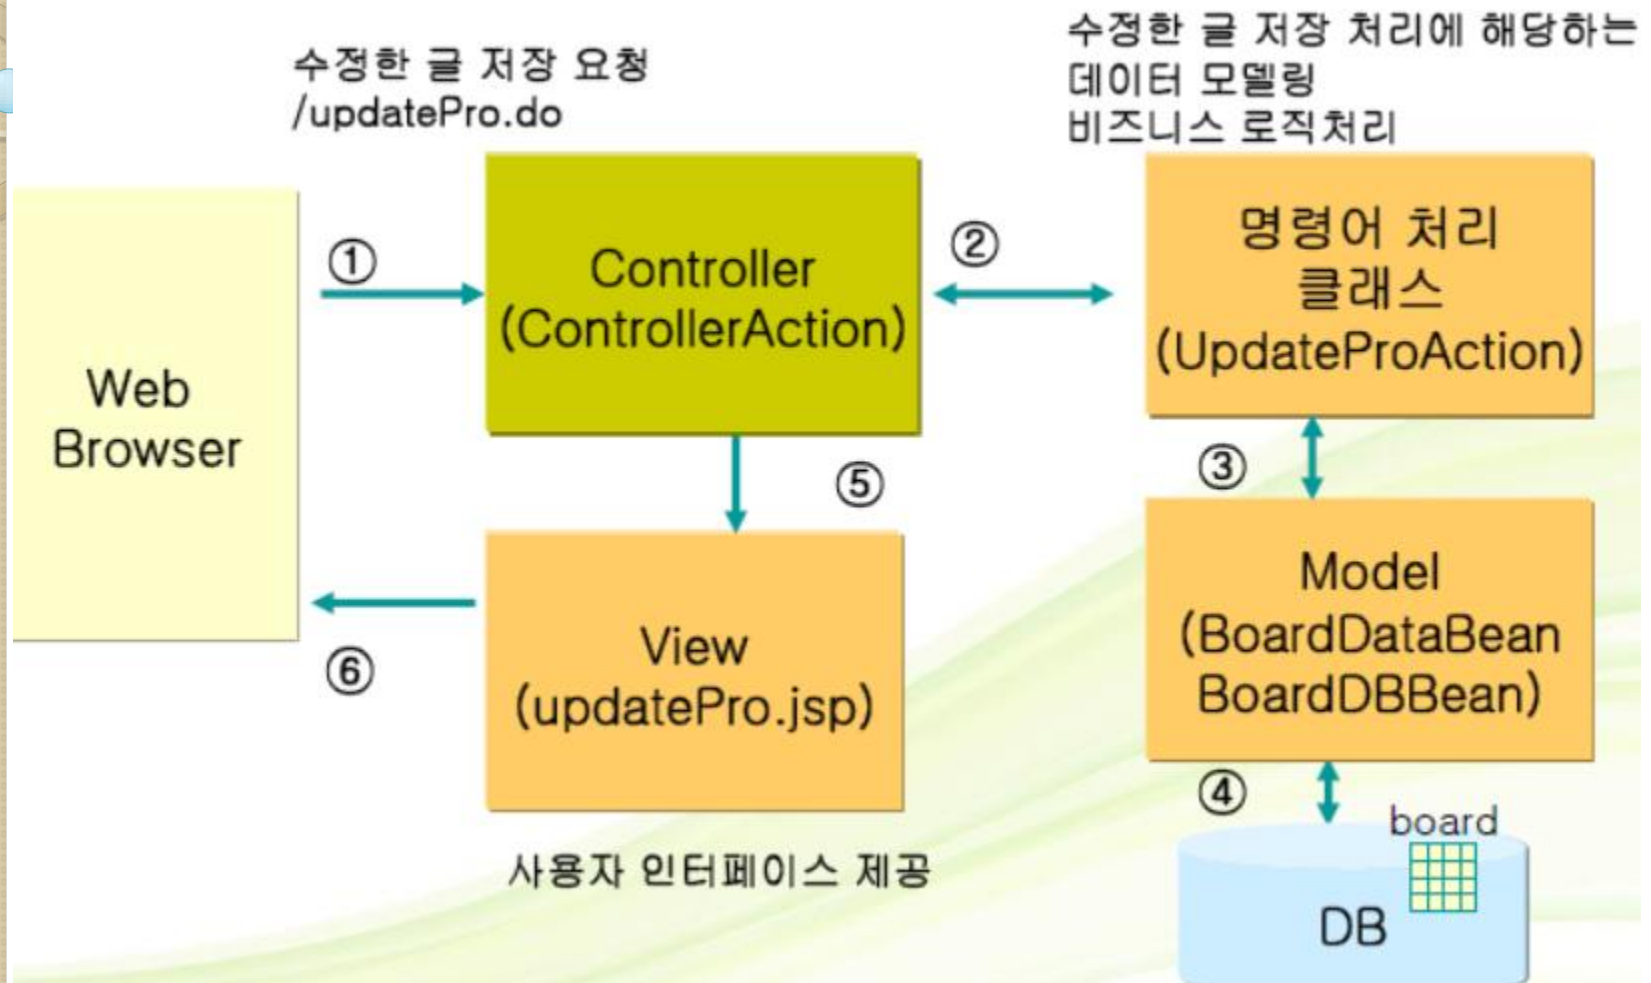 수정한 글 저장 요청
/updatePro.do
수정한 글 저장 처리에 해당하는
데이터 모델링
비즈니스 로직처리
Web
Browser
①
Controller
(ControllerAction)
②
명령어 처리
클래스
(UpdateProAction)
③
Model
(BoardDataBean
BoardDBBean)
④
board
DB
⑤
View
(updatePro.jsp)
⑥
사용자 인터페이스 제공